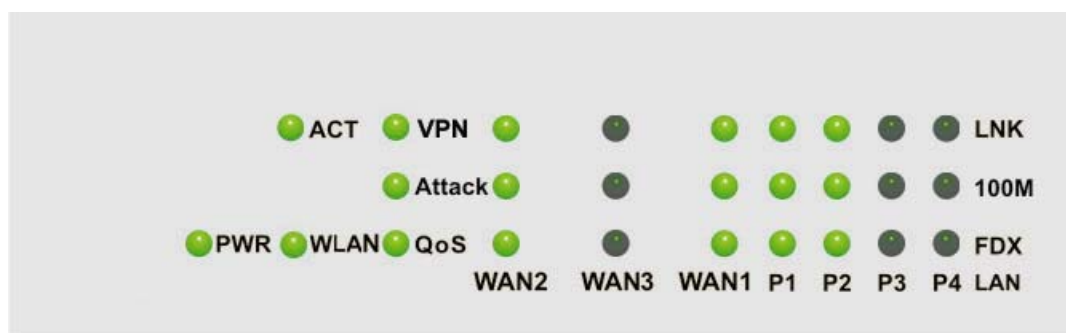 ACT VPN LNK
Attack 100M
PWR WLAN QoS FDX
WAN2 WAN3 WAN1 P1 P2 P3 P4 LAN